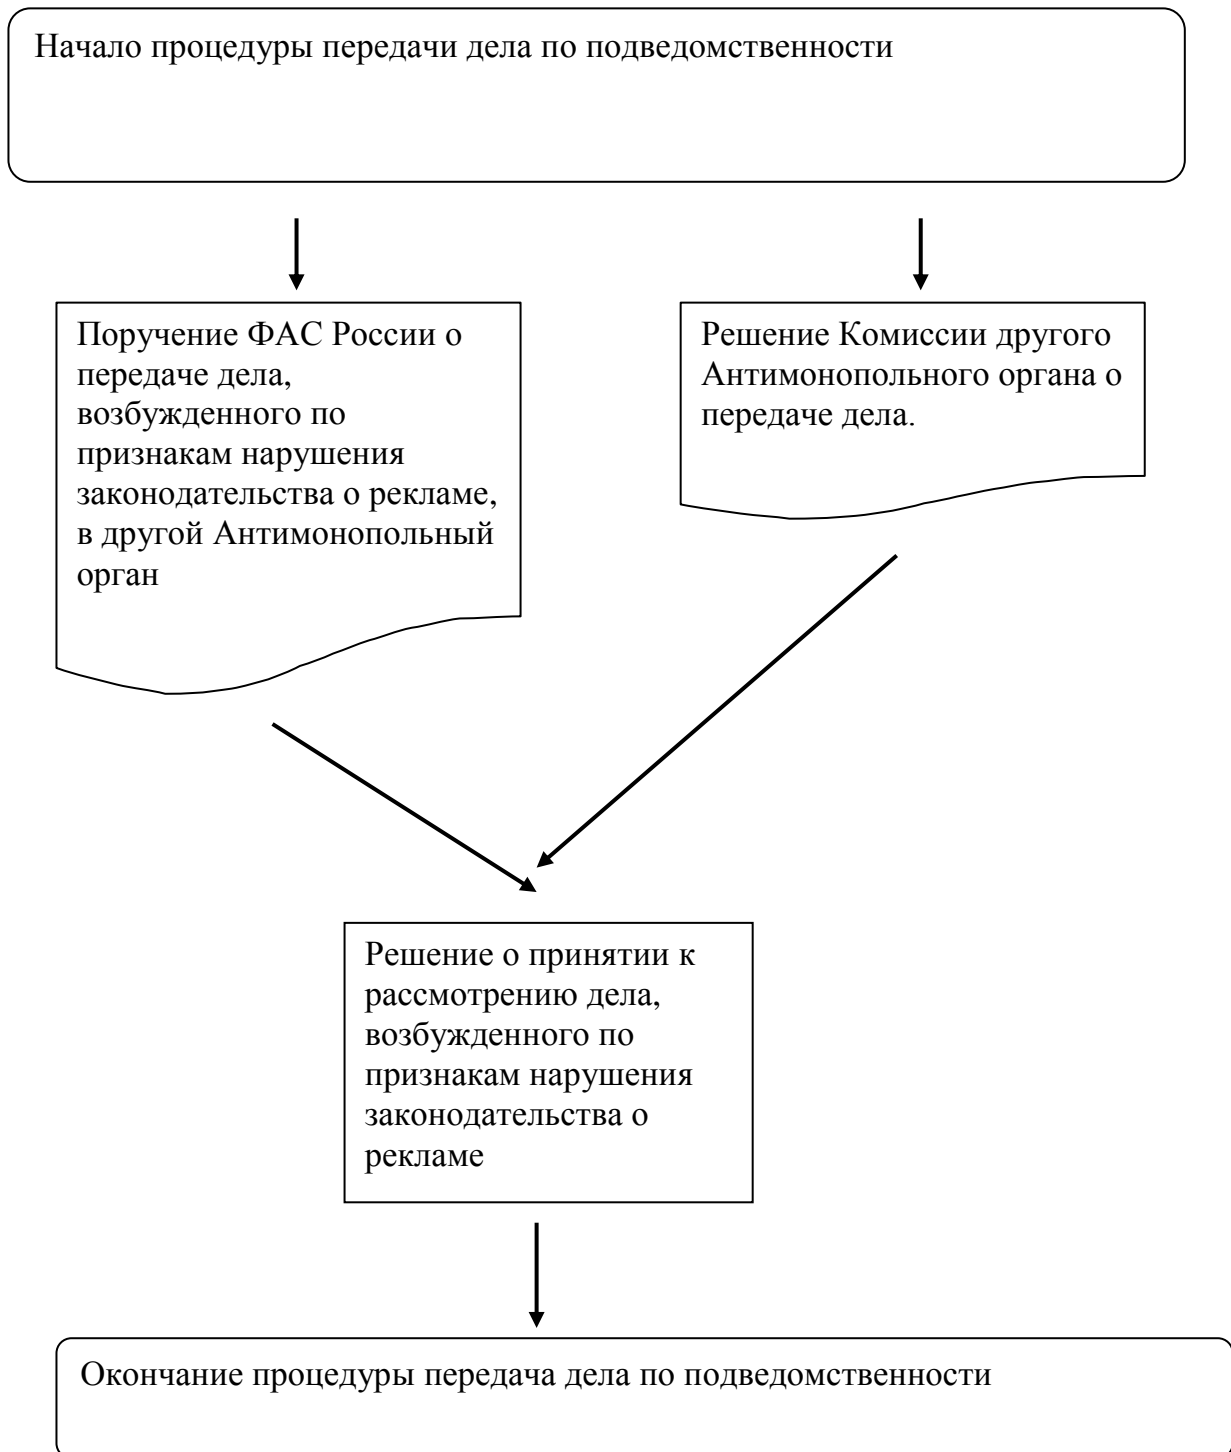 Начало процедуры передачи дела по подведомственности
Поручение ФАС России о
передаче дела,
возбужденного по
признакам нарушения
законодательства о рекламе,
в другой Антимонопольный
орган
Решение Комиссии другого
Антимонопольного органа о
передаче дела.
Решение о принятии к
рассмотрению дела,
возбужденного по
признакам нарушения
законодательства о
рекламе
Окончание процедуры передача дела по подведомственности